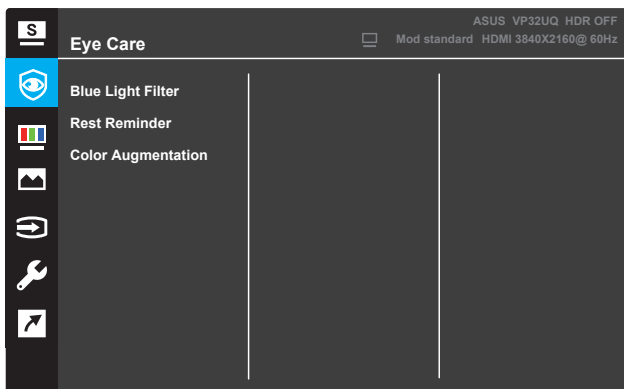 S
ASUS VP32UQ HDR OFF
Eye Care
Mod standard HDMI 3840X2160@ 60Hz
Blue Light Filter
Rest Reminder
Color Augmentation